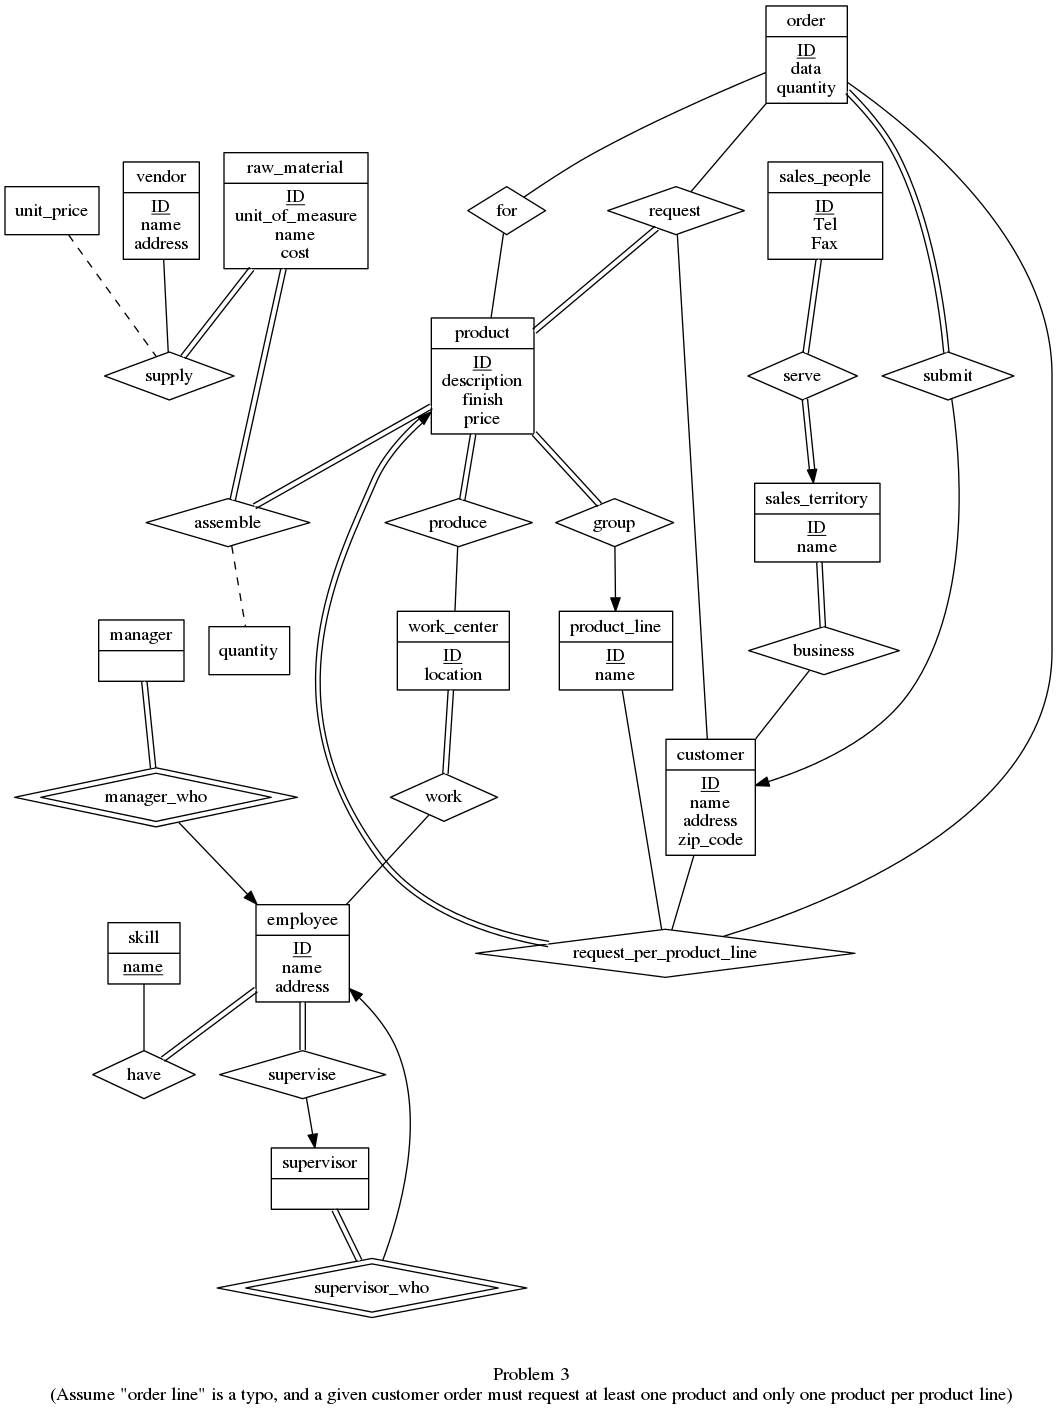 order
ID
data
quantity
vendor
ID
name
address
raw_material
ID
unit_of_measure
name
cost
unit_price
for
request
sales_people
ID
Tel
Fax
supply
product
ID
description
finish
price
serve
submit
assemble
produce
group
sales_territory
ID
name
manager
quantity
work_center
ID
location
product_line
ID
name
business
customer
ID
name
address
zip_code
manager_who
work
skill
name
employee
ID
name
address
request_per_product_line
have
supervise
supervisor
supervisor_who
Problem 3
(Assume "order line" is a typo, and a given customer order must request at least one product and only one product per product line)